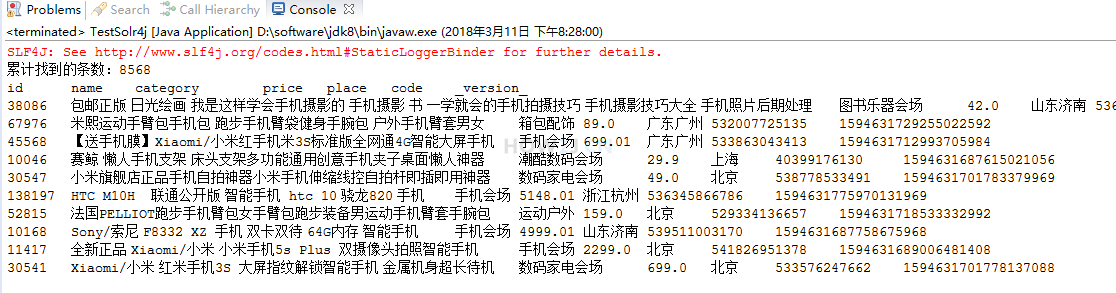 Problems Search Call Hierarchy Console
<terminated> TestSolr4j [Java Application] D:\software\jdk8\bin\javaw.exe (2018年3月11日 下午8:28:00)
SLF4J: See http://www.slf4j.org/codes.html#StaticLoggerBinder for further details.
累计找到的条数：8568
id name category price place code _version_
38086 包邮正版 日光绘画 我是这样学会手机摄影的 手机摄影 书 一学就会的手机拍摄技巧 手机摄影技巧大全 手机照片后期处理 图书乐器会场 42.0 山东济南 536
67976 米熙运动手臂包手机包 跑步手机臂袋健身手腕包 户外手机臂套男女 箱包配饰 89.0 广东广州 532007725135 1594631729255022592
45568 【送手机膜】Xiaomi/小米红手机米3S标准版全网通4G智能大屏手机 手机会场 699.01 广东广州 533863043413 1594631712993705984
10046 赛鲸 懒人手机支架 床头支架多功能通用创意手机夹子桌面懒人神器 潮酷数码会场 29.9 上海 40399176130 1594631687615021056
30547 小米旗舰店正品手机自拍神器小米手机伸缩线控自拍杆即插即用神器 数码家电会场 49.0 北京 538778533491 1594631701783379969
138197 HTC M10H 联通公开版 智能手机 htc 10 骁龙820 手机 手机会场 5148.01 浙江杭州 536345866786 1594631775970131969
52815 法国PELLIOT跑步手机臂包女手臂包跑步装备男运动手机臂套手腕包 运动户外 159.0 北京 529334136657 1594631718533332992
10168 Sony/索尼 F8332 XZ 手机 双卡双待 64G内存 智能手机 手机会场 4999.01 山东济南 539511003170 1594631687758675968
11417 全新正品 Xiaomi/小米 小米手机5s Plus 双摄像头拍照智能手机 手机会场 2299.0 北京 541826951378 1594631689006481408
30541 Xiaomi/小米 红米手机3S 大屏指纹解锁智能手机 金属机身超长待机 数码家电会场 699.0 北京 533576247662 1594631701778137088